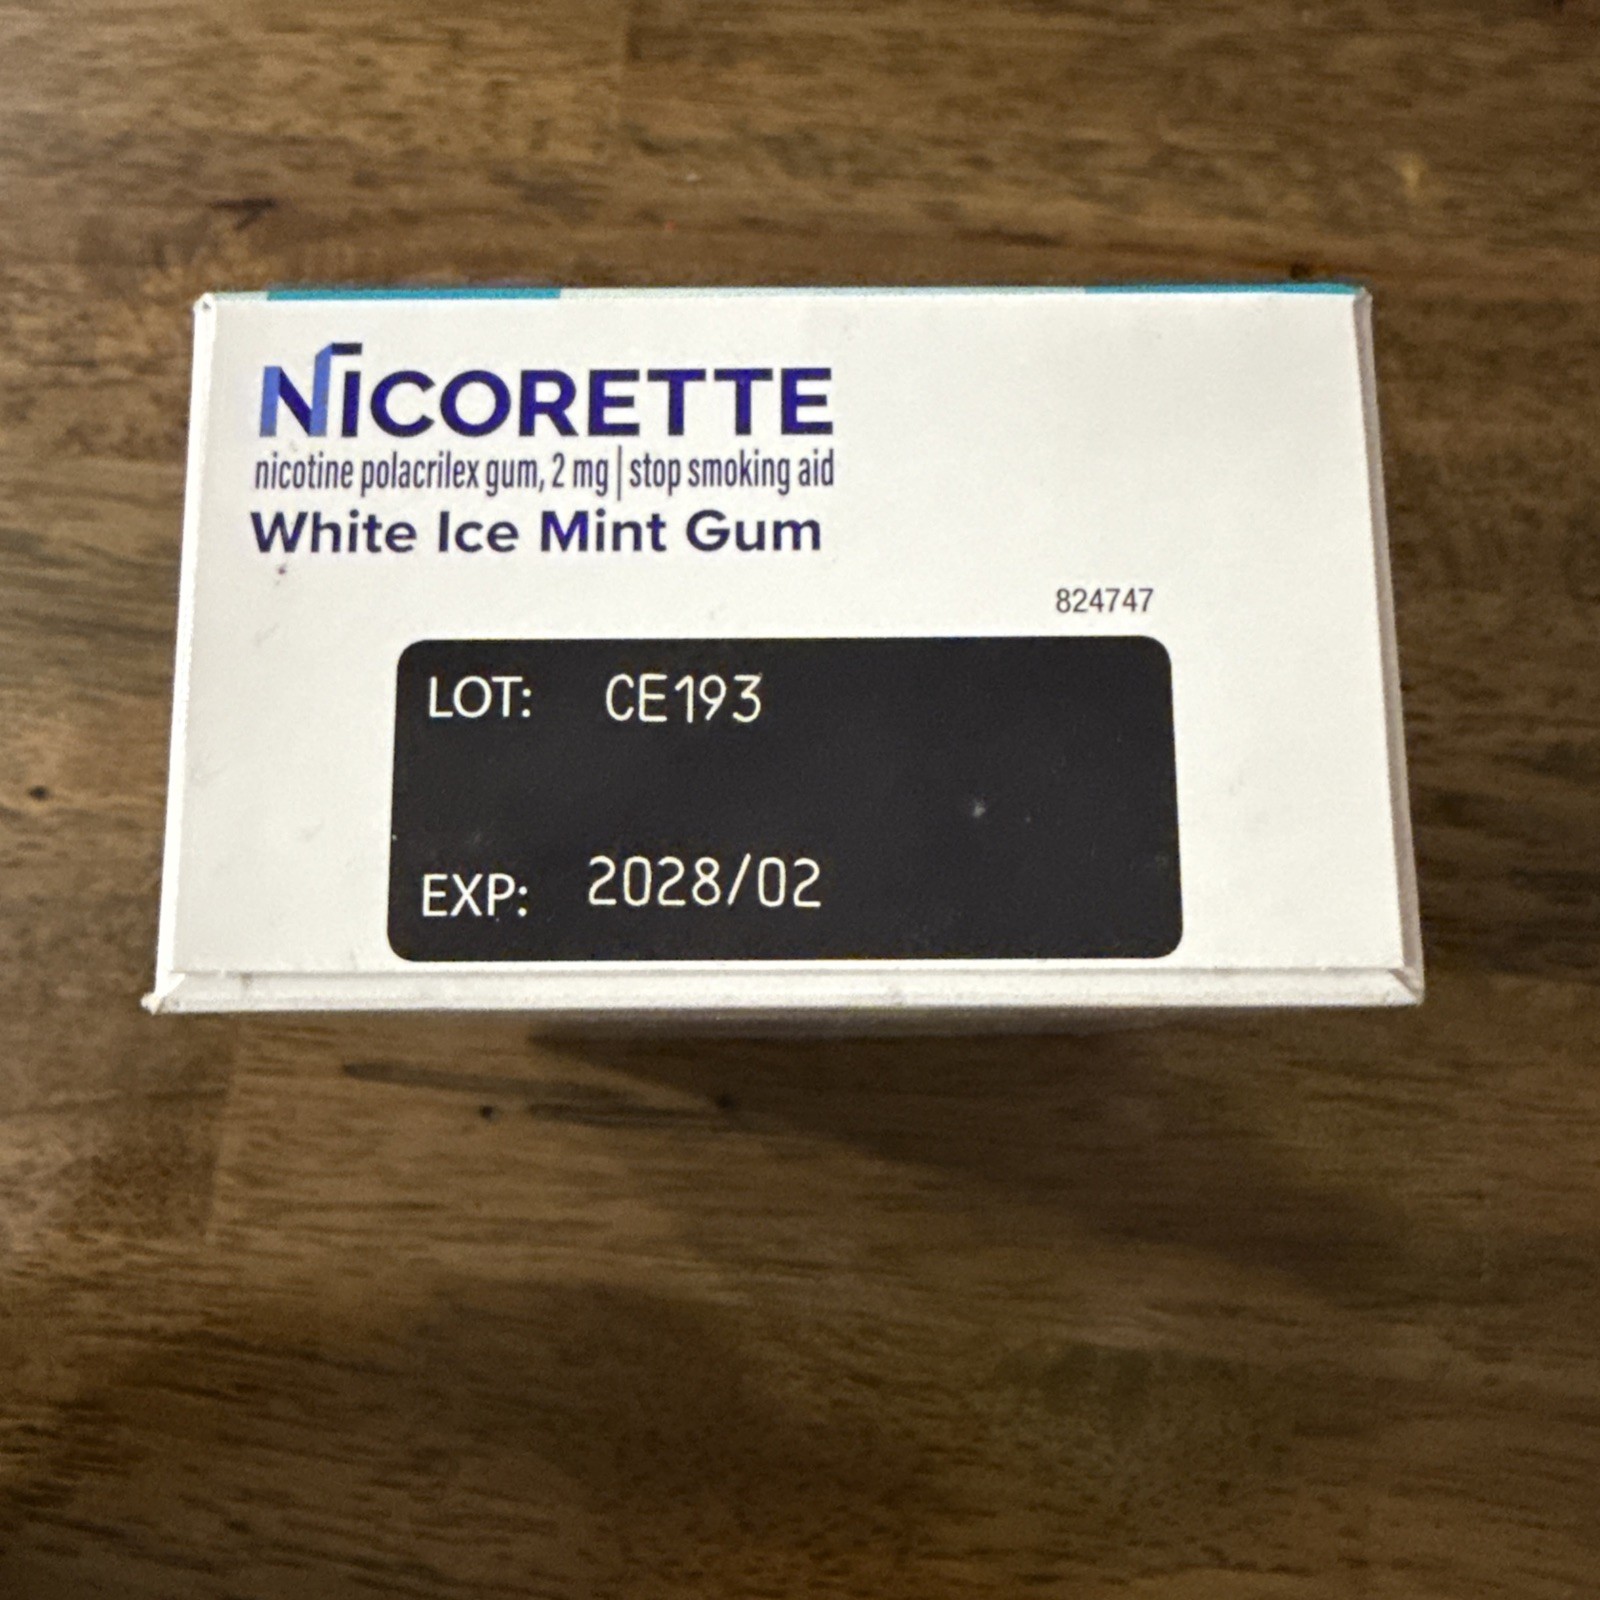 NICORETTE
nicotine polacrilex gum, 2 mg | stop smoking aid
White Ice Mint Gum
824747
LOT: CE193
EXP: 2028/02